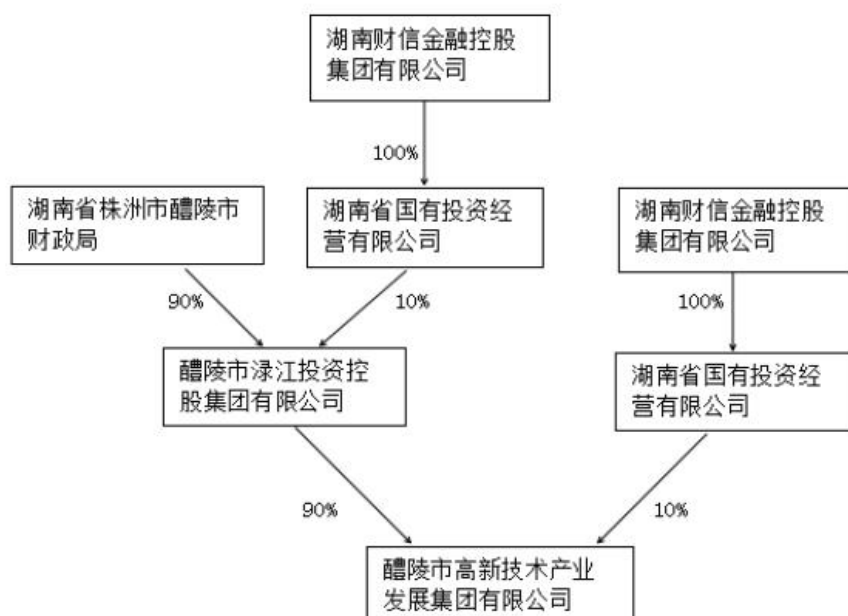 湖南财信金融控股
集团有限公司
100%
湖南省株洲市醴陵市
财政局
湖南省国有投资经
营有限公司
湖南财信金融控股
集团有限公司
90%
10%
100%
醴陵市渌江投资控
股集团有限公司
湖南省国有投资经
营有限公司
90%
10%
醴陵市高新技术产业
发展集团有限公司